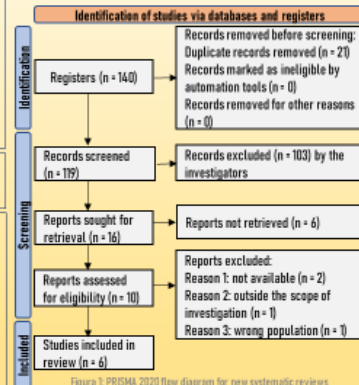 Identification of studies via databases and registers
Identification
Registers (n = 140)
Records removed before screening:
Duplicate records removed (n = 21)
Records marked as ineligible by
automation tools (n = 0)
Records removed for other reasons
(n = 0)
Screening
Records screened
(n = 119)
Records excluded (n = 103) by the
investigators
Reports sought for
retrieval (n = 16)
Reports not retrieved (n = 6)
Reports assessed
for eligibility (n = 10)
Reports excluded:
Reason 1: not available (n = 2)
Reason 2: outside the scope of
investigation (n = 1)
Reason 3: wrong population (n = 1)
Included
Studies included in
review (n = 6)
Figura 1: PRISMA 2020 flow diagram for new systematic reviews